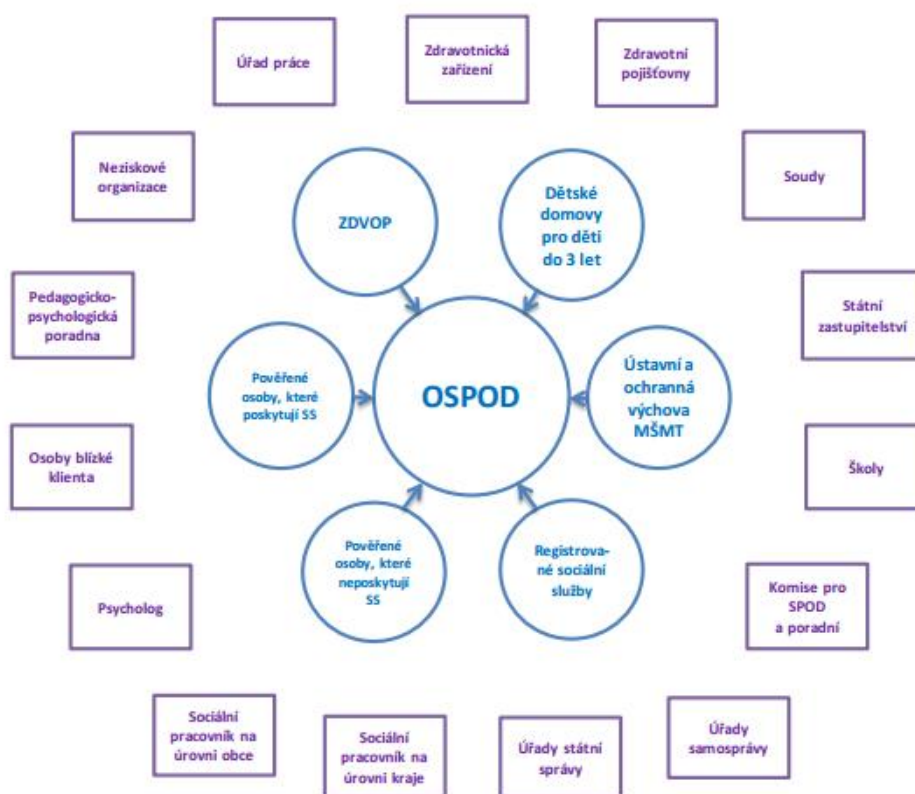 Úřad práce
Zdravotnická
zařízení
Zdravotní
pojišťovny
Neziskové
organizace
Soudy
ZDVOP
Dětské
domovy
pro děti
do 3 let
Pedagogicko-
psychologická
poradna
Státní
zastupitelství
Pověřené
osoby, které
poskytují SS
OSPOD
Ústavní a
ochranná
výchova
MŠMT
Osoby blízké
klienta
Školy
Pověřené
osoby, které
neposkytují
SS
Registrova-
né sociální
služby
Psycholog
Komise pro
SPOD
a poradní
Sociální
pracovník na
úrovni obce
Sociální
pracovník na
úrovni kraje
Úřady státní
správy
Úřady
samosprávy